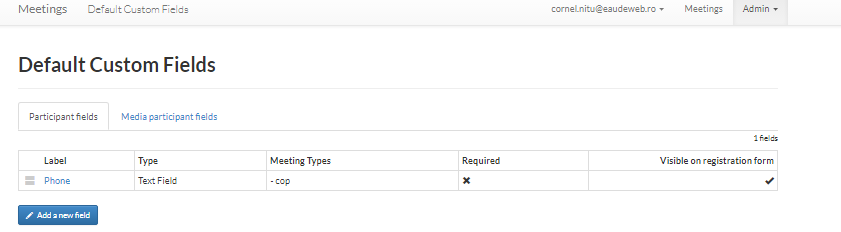 Meetings Default Custom Fields cornel.nitu@eaudeweb.ro Meetings Admin
Default Custom Fields
Participant fields Media participant fields
1 fields
Label Type Meeting Types Required Visible on registration form
Phone Text Field - cop
Add a new field